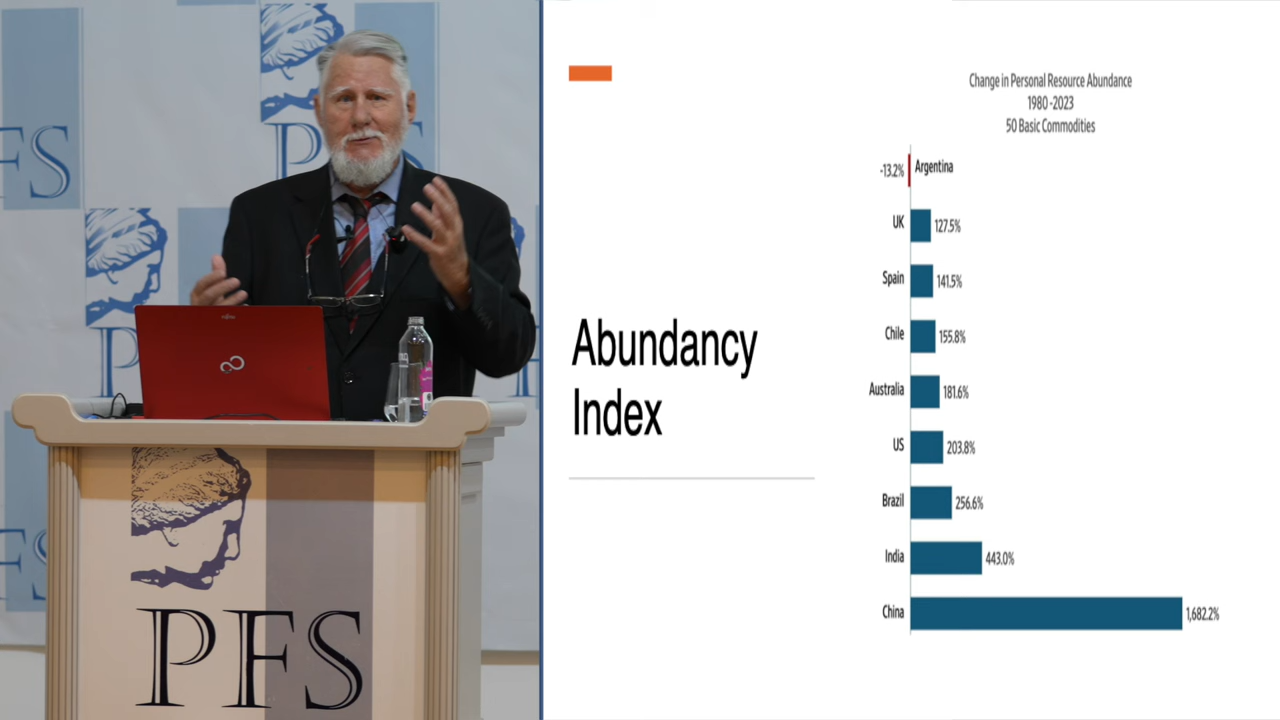 PFS
PFS
FS
P
FS
Abundancy
Index
Change in Personal Resource Abundance
1980 -2023
50 Basic Commodities
-13.2% Argentina
UK 127.5%
Spain 141.5%
Chile 155.8%
Australia 181.6%
US 203.8%
Brazil 256.6%
India 443.0%
China 1,682.2%